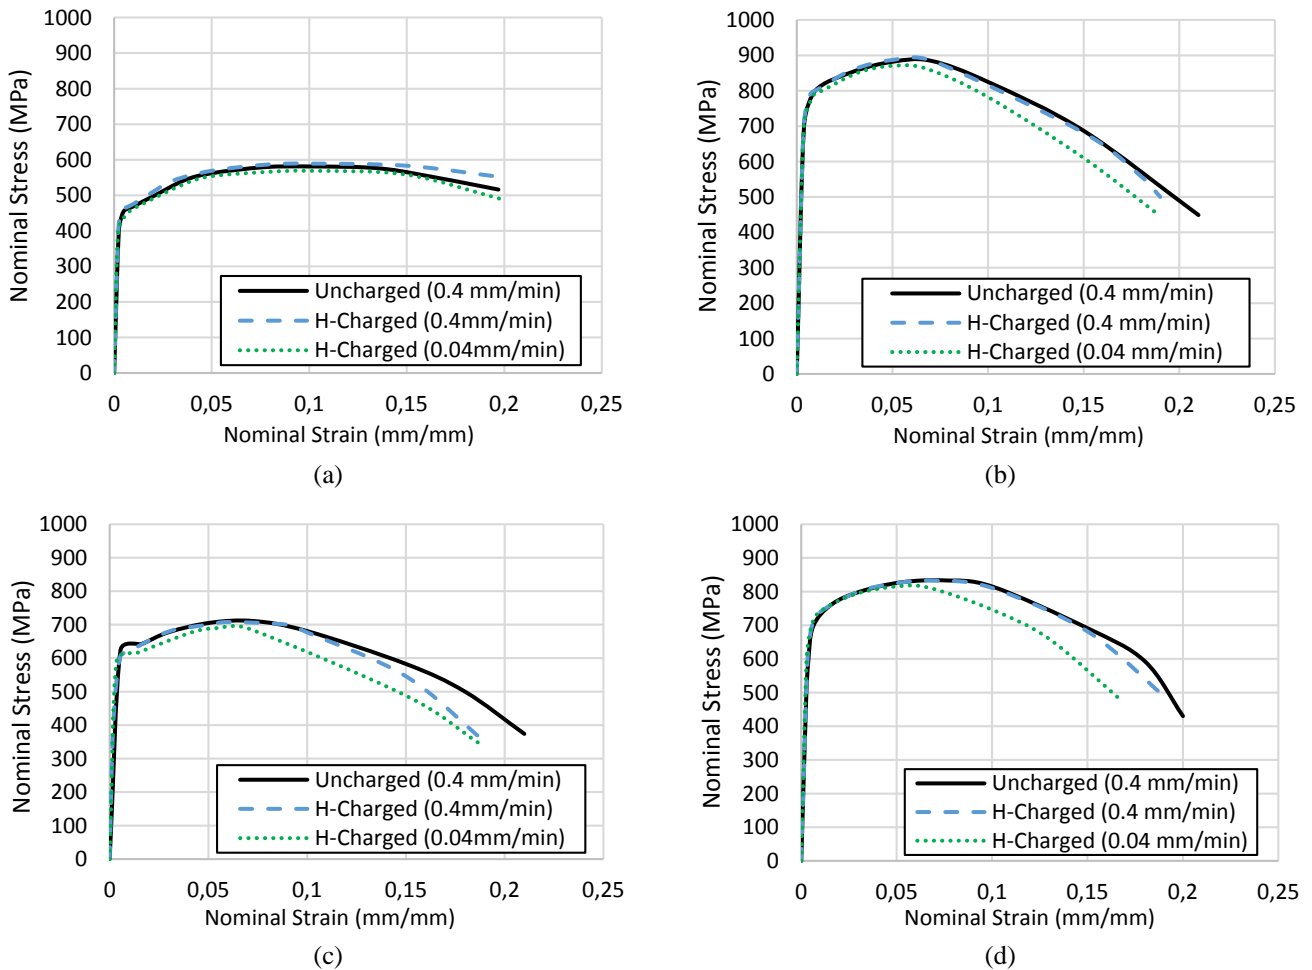 1000
900
800
700
600
500
400
300
200
100
0
Nominal Stress (MPa)
Uncharged (0.4 mm/min)
H-Charged (0.4mm/min)
H-Charged (0.04mm/min)
0 0,05 0,1 0,15 0,2 0,25
Nominal Strain (mm/mm)
(a)
1000
900
800
700
600
500
400
300
200
100
0
Nominal Stress (MPa)
Uncharged (0.4 mm/min)
H-Charged (0.4 mm/min)
H-Charged (0.04 mm/min)
0 0,05 0,1 0,15 0,2 0,25
Nominal Strain (mm/mm)
(b)
1000
900
800
700
600
500
400
300
200
100
0
Nominal Stress (MPa)
Uncharged (0.4 mm/min)
H-Charged (0.4mm/min)
H-Charged (0.04mm/min)
0 0,05 0,1 0,15 0,2 0,25
Nominal Strain (mm/mm)
(c)
1000
900
800
700
600
500
400
300
200
100
0
Nominal Stress (MPa)
Uncharged (0.4 mm/min)
H-Charged (0.4 mm/min)
H-Charged (0.04 mm/min)
0 0,05 0,1 0,15 0,2 0,25
Nominal Strain (mm/mm)
(d)